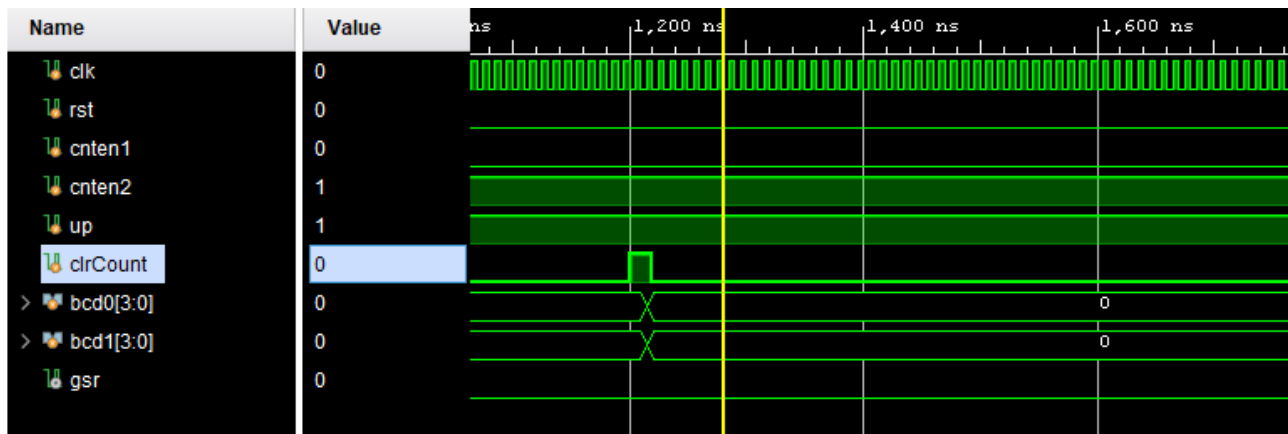 Name Value ns 1,200 ns 1,400 ns 1,600 ns
clk 0
rst 0
cnten1 0
cnten2 1
up 1
clrCount 0
bcd0[3:0] 0 0
bcd1[3:0] 0 0
gsr 0